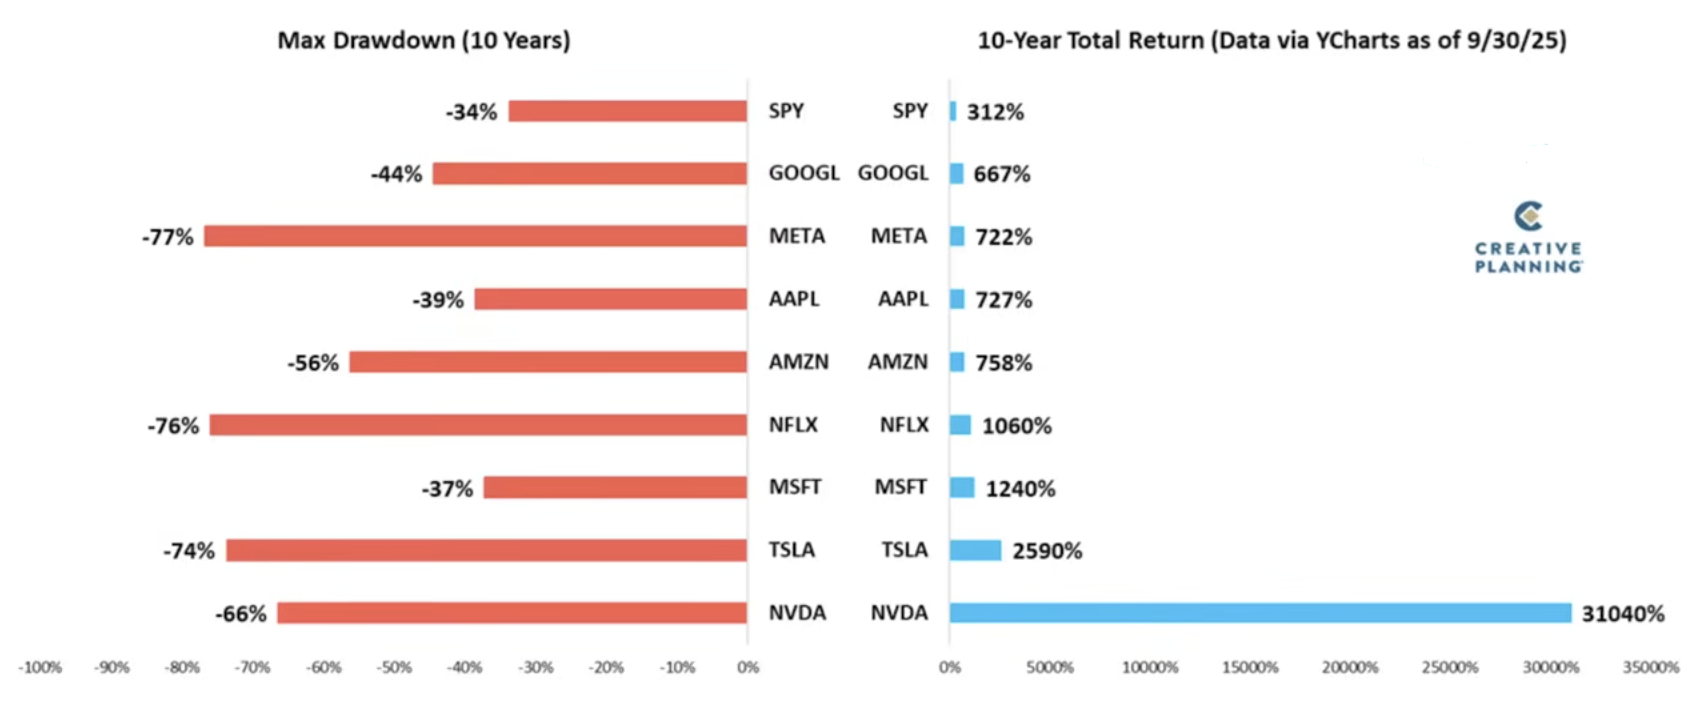 Max Drawdown (10 Years)
10-Year Total Return (Data via YCharts as of 9/30/25)
-34% SPY SPY 312%
-44% GOOGL GOOGL 667%
-77% META META 722%
-39% AAPL AAPL 727%
-56% AMZN AMZN 758%
-76% NFLX NFLX 1060%
-37% MSFT MSFT 1240%
-74% TSLA TSLA 2590%
-66% NVDA NVDA 31040%
-100% -90% -80% -70% -60% -50% -40% -30% -20% -10% 0%
0% 5000% 10000% 15000% 20000% 25000% 30000% 35000%
CREATIVE
PLANNING